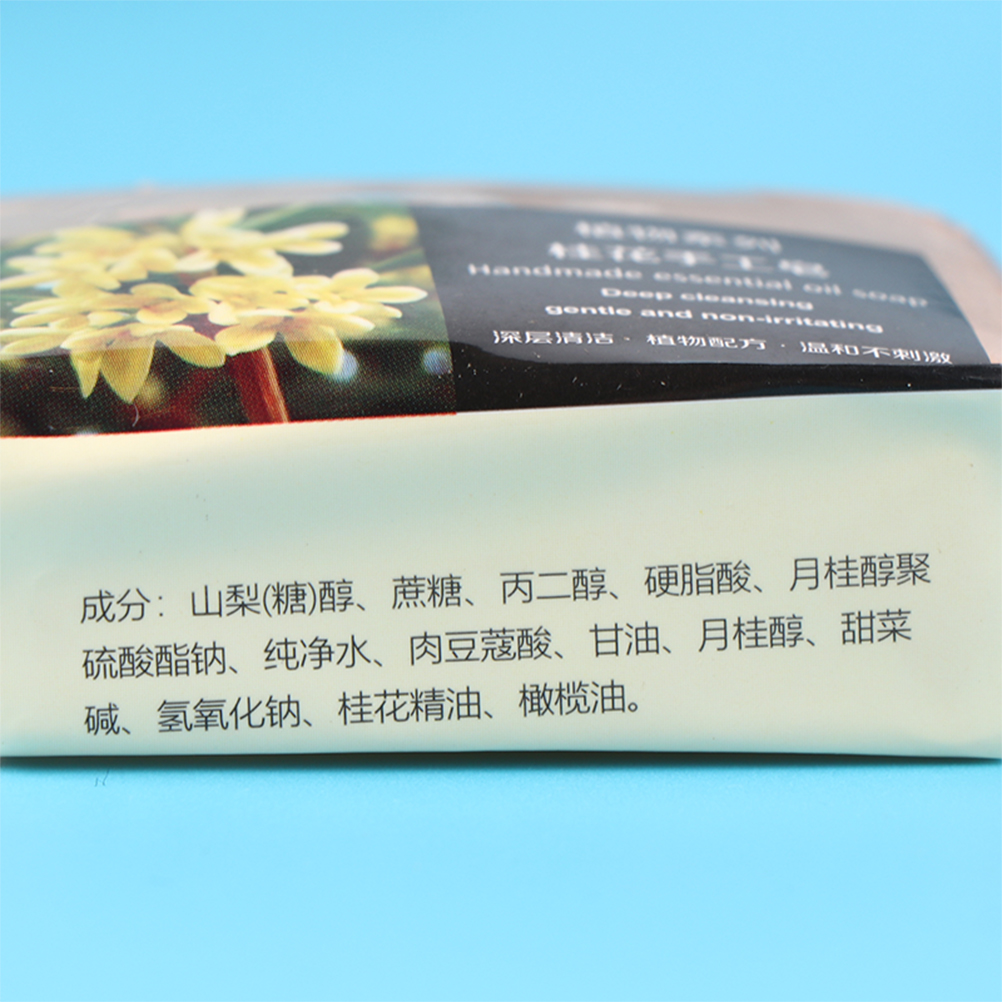 植物系列
桂花手工皂
Handmade essential oil soap
Deep cleansing
gentle and non-irritating
深层清洁·植物配方·温和不刺激
成分：山梨(糖)醇、蔗糖、丙二醇、硬脂酸、月桂醇聚
硫酸酯钠、纯净水、肉豆蔻酸、甘油、月桂醇、甜菜
碱、氢氧化钠、桂花精油、橄榄油。